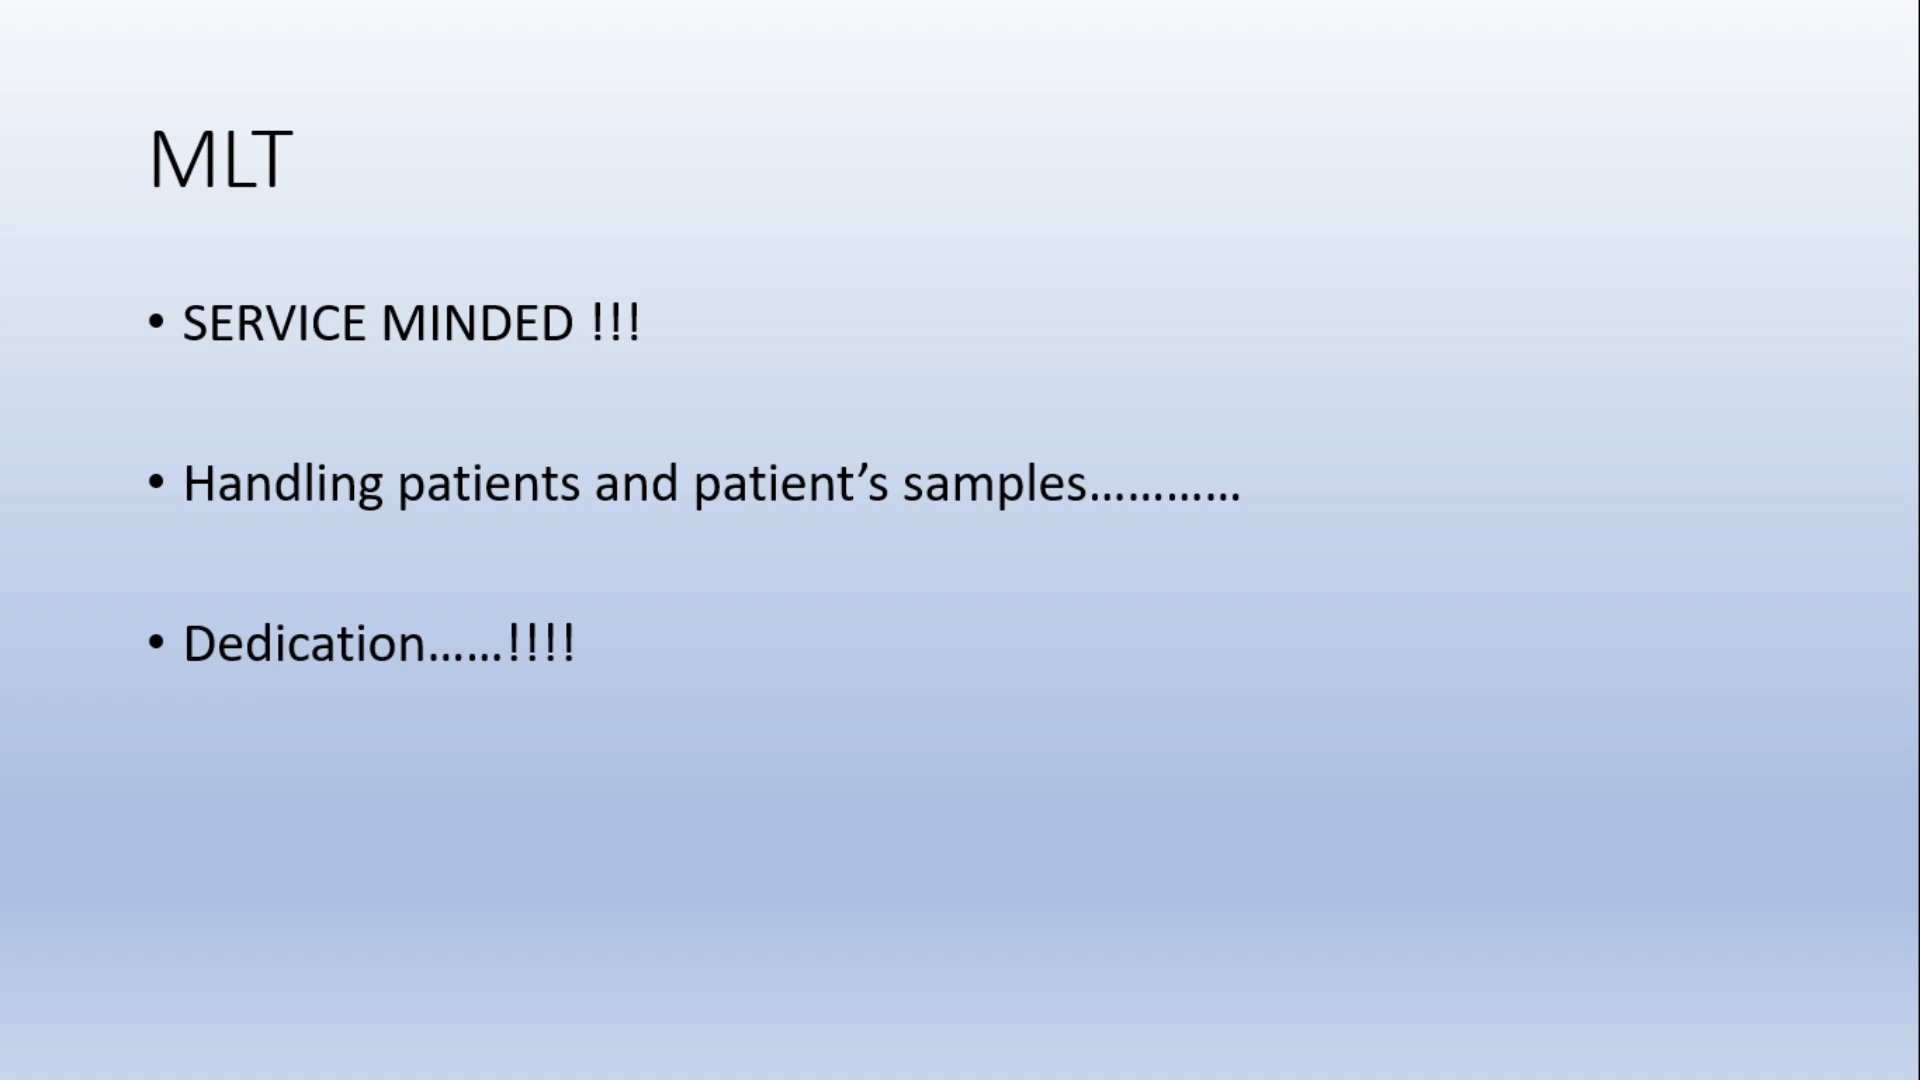 MLT
• SERVICE MINDED !!!
• Handling patients and patient’s samples…………
• Dedication……!!!!